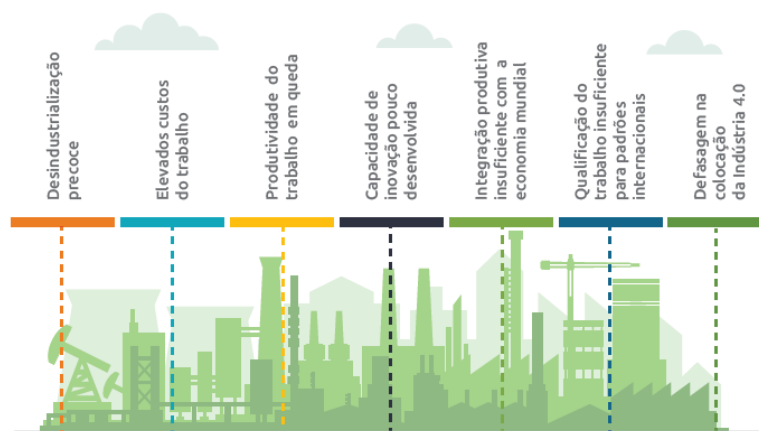 Desindustrialização
precoce
Elevados custos
do trabalho
Produtividade do
trabalho em queda
Capacidade de
inovação pouco
desenvolvida
Integração produtiva
insuficiente com a
economia mundial
Qualificação do
trabalho insuficiente
para padrões
internacionais
Defasagem na
colocação
da Indústria 4.0